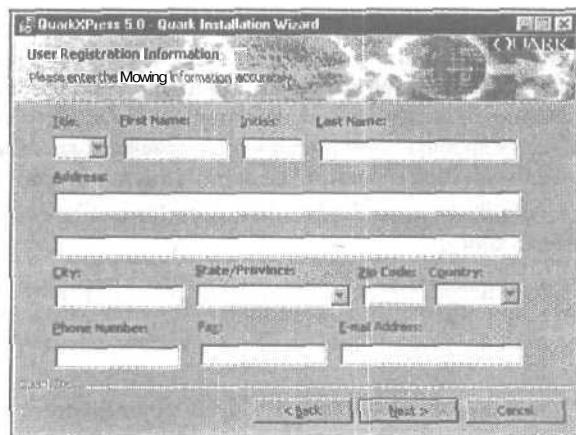 QuarkXPress 5.0 - Quark Installation Wizard
User Registration Information
QUARK
Please enter the Mowing information accurately.
Title: First Name: Initials: Last Name:
Address:
City: State/Province: Zip Code: Country:
Phone Number: Fax: E-mail Address:
< Back Next > Cancel